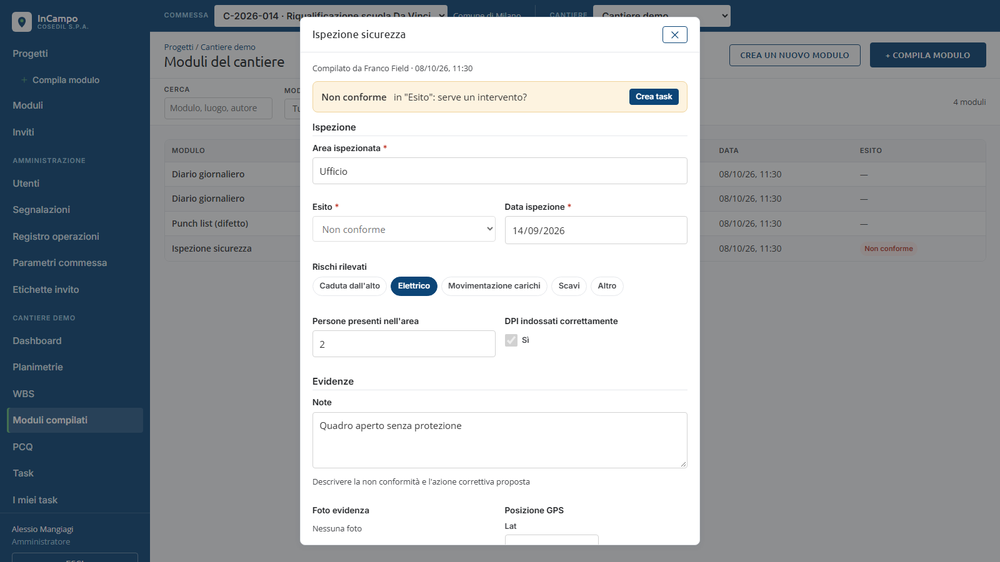 InCampo
COSEDIL S.P.A.
Progetti
+ Compila modulo
Moduli
Inviti
AMMINISTRAZIONE
Utenti
Segnalazioni
Registro operazioni
Parametri commessa
Etichette invito
CANTIERE DEMO
Dashboard
Planimetrie
WBS
Moduli compilati
PCQ
Task
I miei task
Alessio Mangiagi
Amministratore
ESCI
COMMESSA
C-2026-014 · Riqualificazione scuola Da Vinci
Comune di Milano
CANTIERE
Cantiere demo
Progetti / Cantiere demo
Moduli del cantiere
CREA UN NUOVO MODULO
+ COMPILA MODULO
CERCA
Modulo, luogo, autore
MOD
Tu
4 moduli
MODULO DATA ESITO
Diario giornaliero 08/10/26, 11:30 —
Diario giornaliero 08/10/26, 11:30 —
Punch list (difetto) 08/10/26, 11:30 —
Ispezione sicurezza 08/10/26, 11:30 Non conforme
Ispezione sicurezza
Compilato da Franco Field · 08/10/26, 11:30
Non conforme in "Esito": serve un intervento?
Crea task
Ispezione
Area ispezionata *
Ufficio
Esito * Data ispezione *
Non conforme 14/09/2026
Rischi rilevati
Caduta dall'alto Elettrico Movimentazione carichi Scavi Altro
Persone presenti nell'area DPI indossati correttamente
2 Sì
Evidenze
Note
Quadro aperto senza protezione
Descrivere la non conformità e l'azione correttiva proposta
Foto evidenza Posizione GPS
Nessuna foto Lat